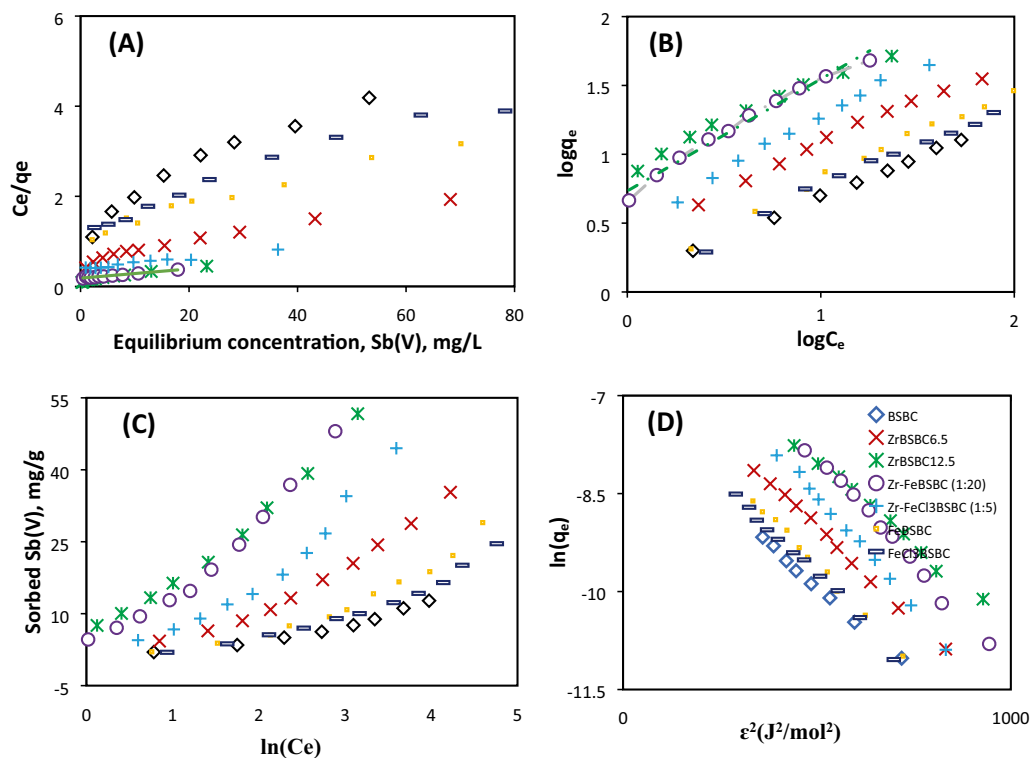 (A)
6
4
2
0
Ce/qe
0
20
40
60
80
Equilibrium concentration, Sb(V), mg/L
(B)
2
1.5
1
0.5
0
logqe
0
1
2
logCe
(C)
55
40
25
10
-5
Sorbed Sb(V), mg/g
0
1
2
3
4
5
ln(Ce)
(D)
-7
-8.5
-10
-11.5
ln(qe)
BSBC
ZrBSBC6.5
ZrBSBC12.5
Zr-FeBSBC (1:20)
Zr-FeCl3BSBC (1:5)
FeBSBC
FeCl3BSBC
0
1000
ε²(J²/mol²)